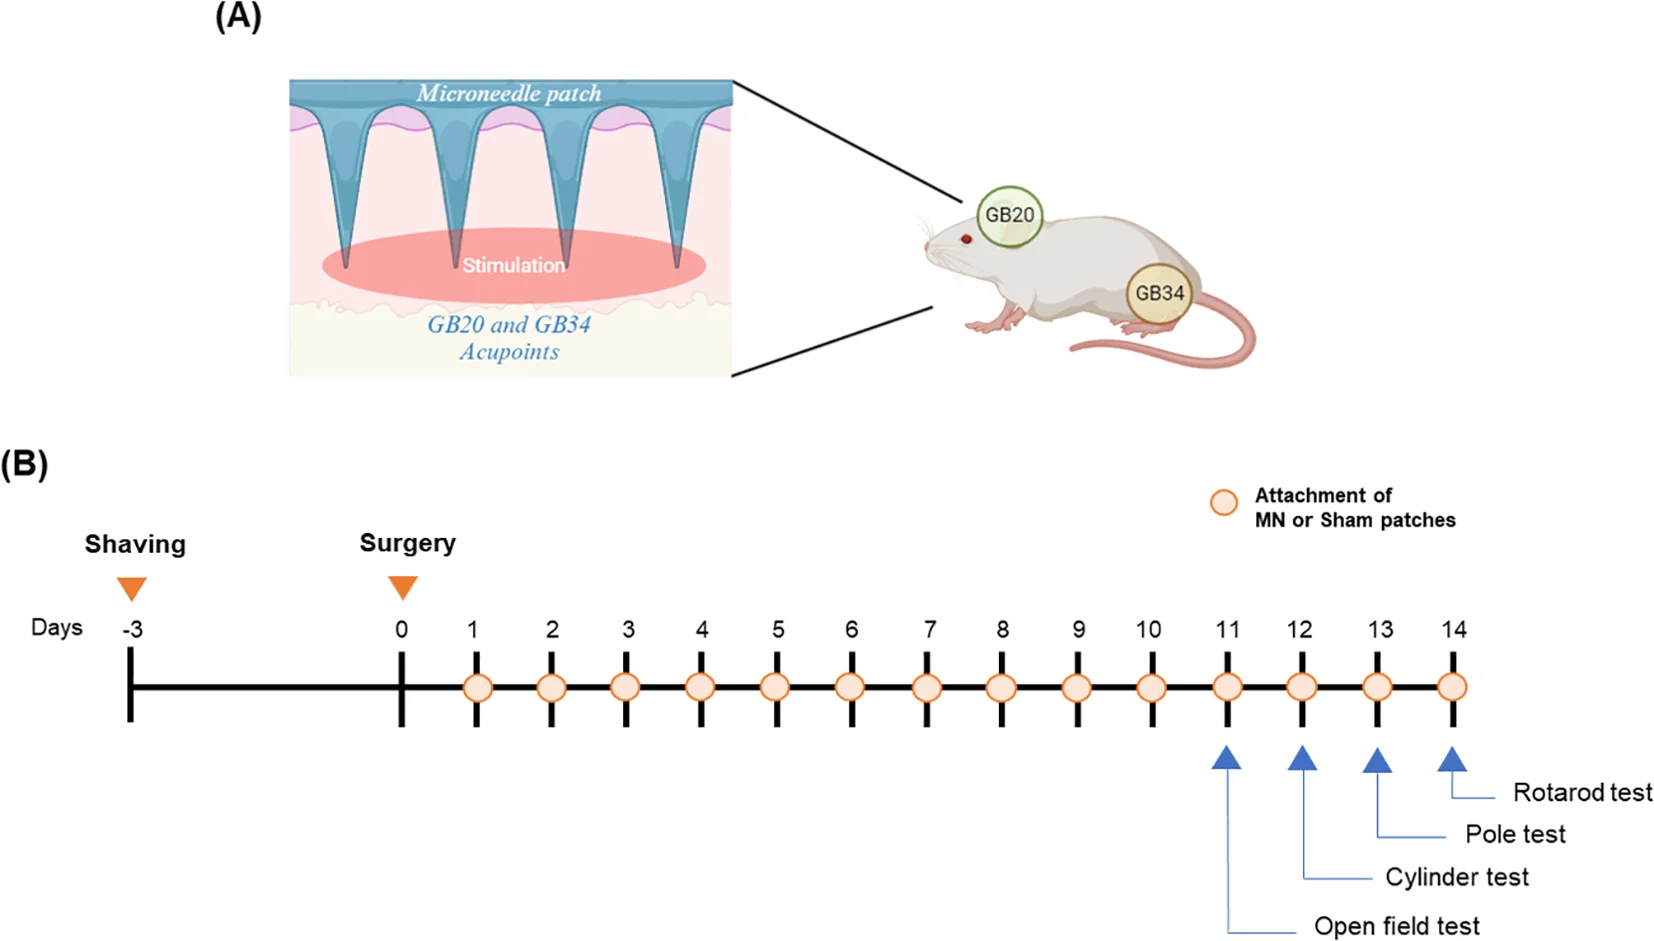 (A)
Microneedle patch
Stimulation
GB20 and GB34
Acupoints
GB20
GB34
(B)
Attachment of
MN or Sham patches
Shaving
Surgery
Days -3 0 1 2 3 4 5 6 7 8 9 10 11 12 13 14
Rotarod test
Pole test
Cylinder test
Open field test